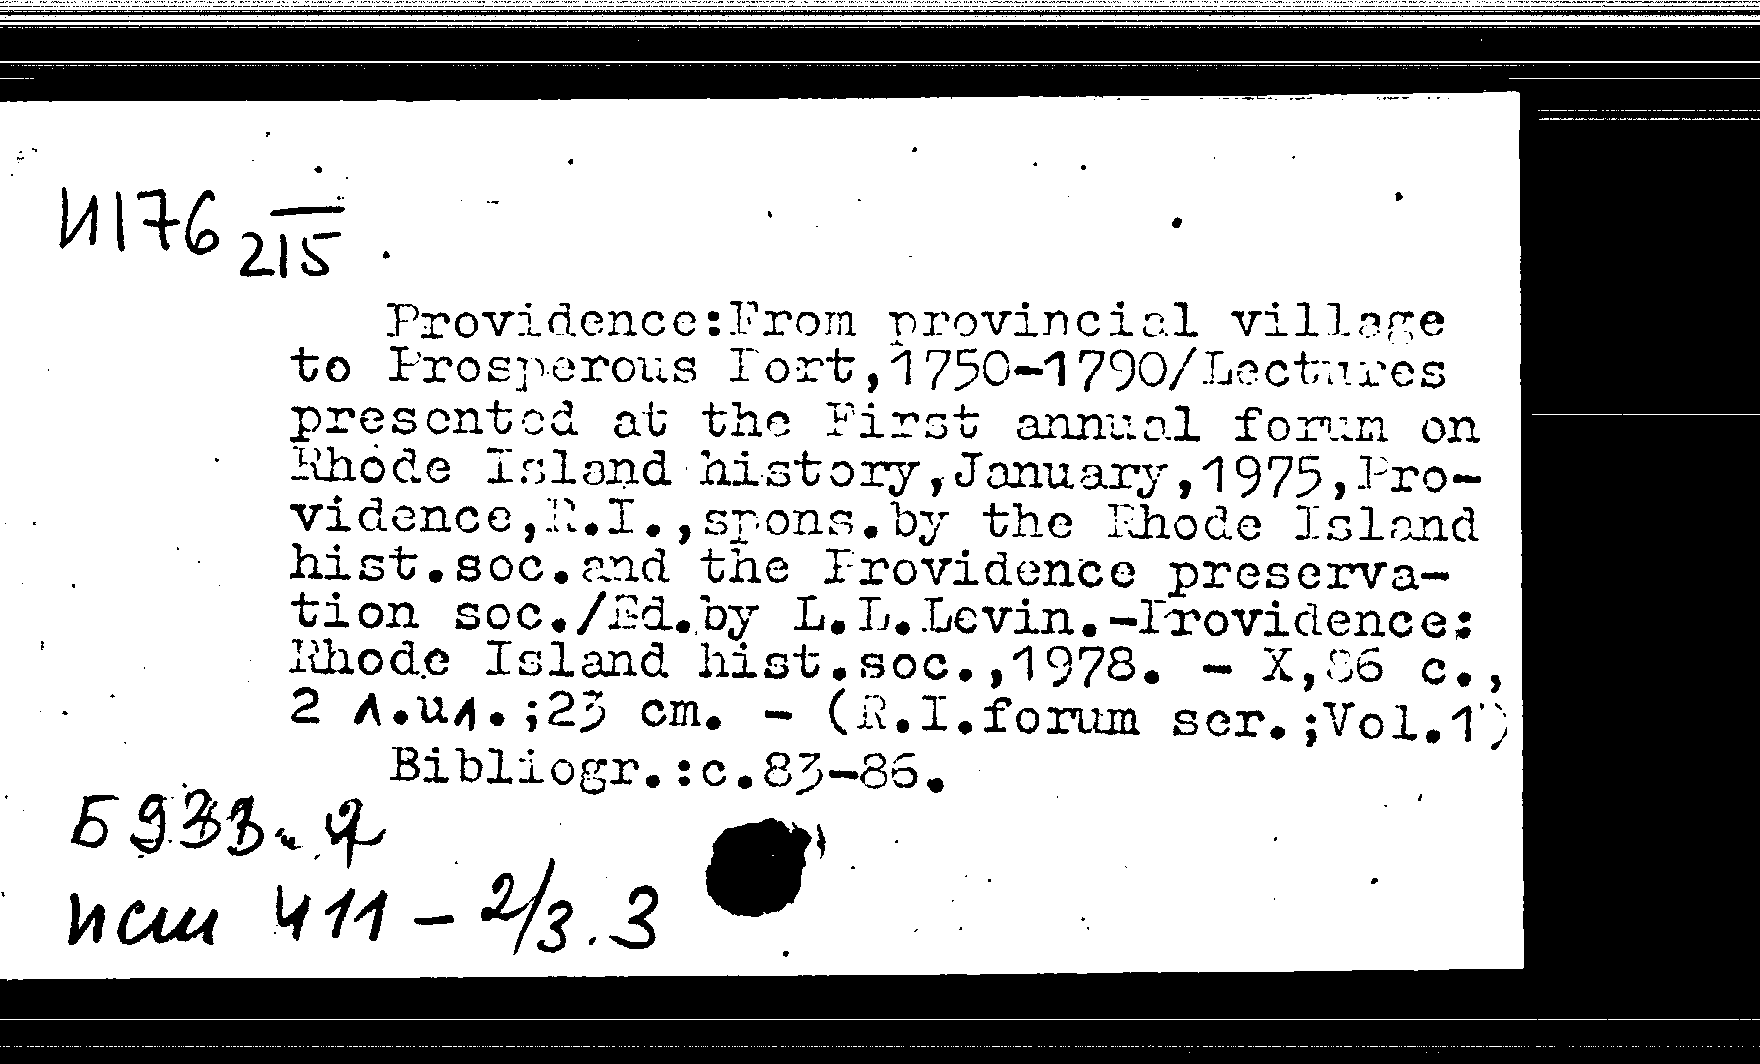 И176 —
215
Providence:From provincial village
to Prosperous Port,1750-1790/Lectures
presented at the First annual forum on
Rhode Island history,January,1975,Pro-
vidence,R.I.,spons.by the Rhode Island
hist.soc.and the Providence preserva-
tion soc./Ed.by L.L.Levin.-Providence:
Rhode Island hist.soc.,1978. - X,86 c.,
2 л.ил.;23 cm. - (R.I.forum ser.;Vol.1)
Bibliogr.:c.83-86.
Б 933
исш 411 - 2/3.3